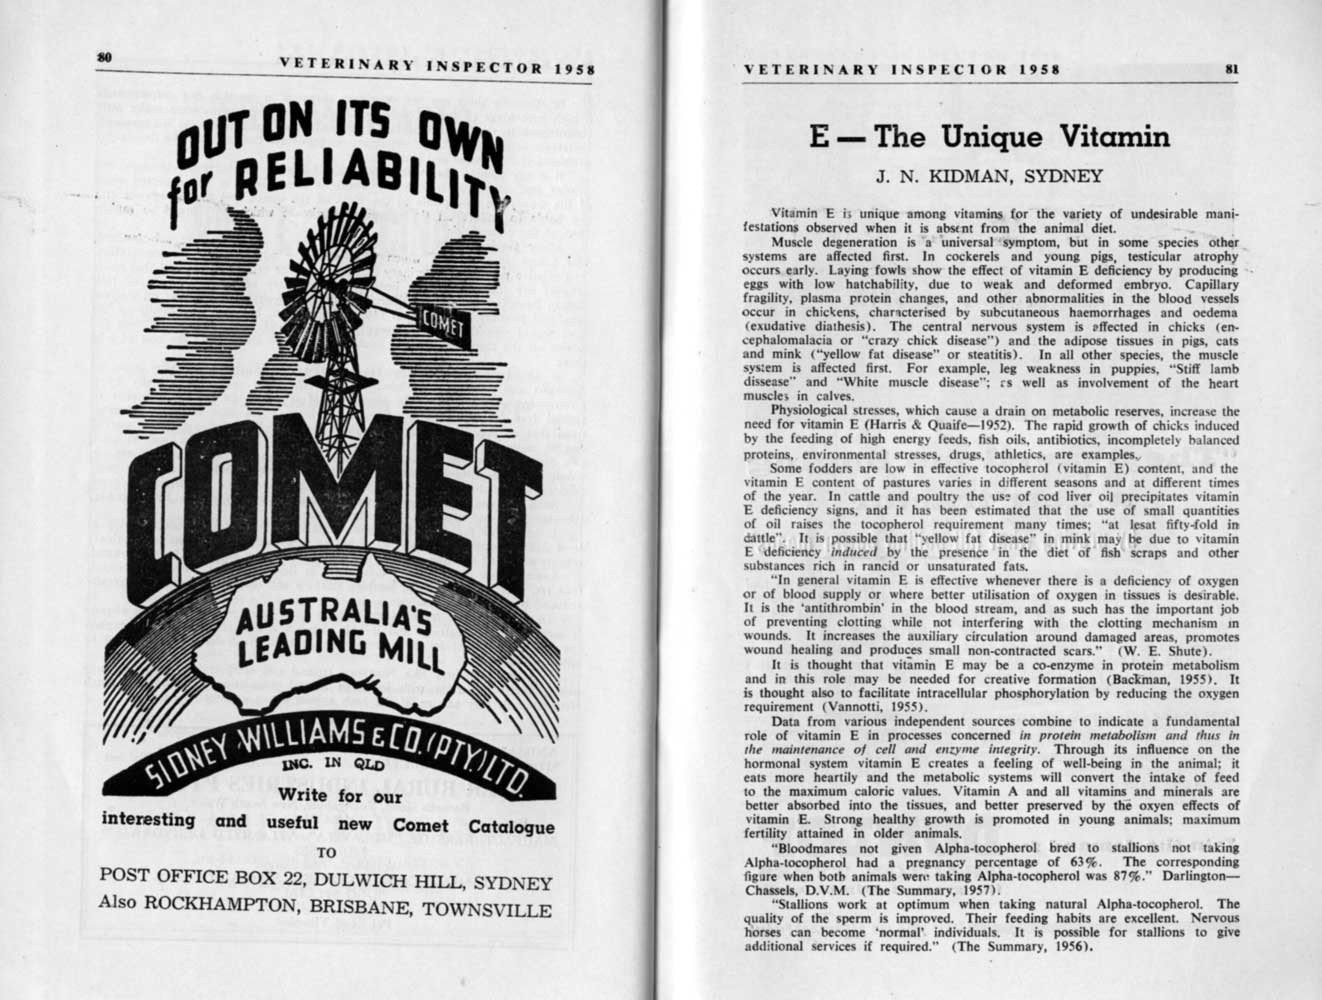 80
VETERINARY INSPECTOR 1958
OUT ON ITS OWN
for RELIABILITY
COMET
COMET
AUSTRALIA'S
LEADING MILL
SIDNEY WILLIAMS & CO. (PTY.) LTD.
INC. IN QLD
Write for our
interesting and useful new Comet Catalogue
TO
POST OFFICE BOX 22, DULWICH HILL, SYDNEY
Also ROCKHAMPTON, BRISBANE, TOWNSVILLE
VETERINARY INSPECTOR 1958
81
E — The Unique Vitamin
J. N. KIDMAN, SYDNEY
Vitamin E is unique among vitamins for the variety of undesirable mani-
festations observed when it is absent from the animal diet.
Muscle degeneration is a universal symptom, but in some species other
systems are affected first. In cockerels and young pigs, testicular atrophy
occurs early. Laying fowls show the effect of vitamin E deficiency by producing
eggs with low hatchability, due to weak and deformed embryo. Capillary
fragility, plasma protein changes, and other abnormalities in the blood vessels
occur in chickens, characterised by subcutaneous haemorrhages and oedema
(exudative diathesis). The central nervous system is affected in chicks (en-
cephalomalacia or "crazy chick disease") and the adipose tissues in pigs, cats
and mink ("yellow fat disease" or steatitis). In all other species, the muscle
system is affected first. For example, leg weakness in puppies, "Stiff lamb
dissease" and "White muscle disease"; as well as involvement of the heart
muscles in calves.
Physiological stresses, which cause a drain on metabolic reserves, increase the
need for vitamin E (Harris & Quaife—1952). The rapid growth of chicks induced
by the feeding of high energy feeds, fish oils, antibiotics, incompletely balanced
proteins, environmental stresses, drugs, athletics, are examples.
Some fodders are low in effective tocopherol (vitamin E) content, and the
vitamin E content of pastures varies in different seasons and at different times
of the year. In cattle and poultry the use of cod liver oil precipitates vitamin
E deficiency signs, and it has been estimated that the use of small quantities
of oil raises the tocopherol requirement many times; "at lesat fifty-fold in
dattle". It is possible that "yellow fat disease" in mink may be due to vitamin
E deficiency induced by the presence in the diet of fish scraps and other
substances rich in rancid or unsaturated fats.
"In general vitamin E is effective whenever there is a deficiency of oxygen
or of blood supply or where better utilisation of oxygen in tissues is desirable.
It is the 'antithrombin' in the blood stream, and as such has the important job
of preventing clotting while not interfering with the clotting mechanism in
wounds. It increases the auxiliary circulation around damaged areas, promotes
wound healing and produces small non-contracted scars." (W. E. Shute).
It is thought that vitamin E may be a co-enzyme in protein metabolism
and in this role may be needed for creative formation (Backman, 1955). It
is thought also to facilitate intracellular phosphorylation by reducing the oxygen
requirement (Vannotti, 1955).
Data from various independent sources combine to indicate a fundamental
role of vitamin E in processes concerned in protein metabolism and thus in
the maintenance of cell and enzyme integrity. Through its influence on the
hormonal system vitamin E creates a feeling of well-being in the animal; it
eats more heartily and the metabolic systems will convert the intake of feed
to the maximum caloric values. Vitamin A and all vitamins and minerals are
better absorbed into the tissues, and better preserved by the oxyen effects of
vitamin E. Strong healthy growth is promoted in young animals; maximum
fertility attained in older animals.
"Bloodmares not given Alpha-tocopherol bred to stallions not taking
Alpha-tocopherol had a pregnancy percentage of 63%. The corresponding
figure when both animals were taking Alpha-tocopherol was 87%." Darlington—
Chassels, D.V.M. (The Summary, 1957).
"Stallions work at optimum when taking natural Alpha-tocopherol. The
quality of the sperm is improved. Their feeding habits are excellent. Nervous
horses can become 'normal' individuals. It is possible for stallions to give
additional services if required." (The Summary, 1956).